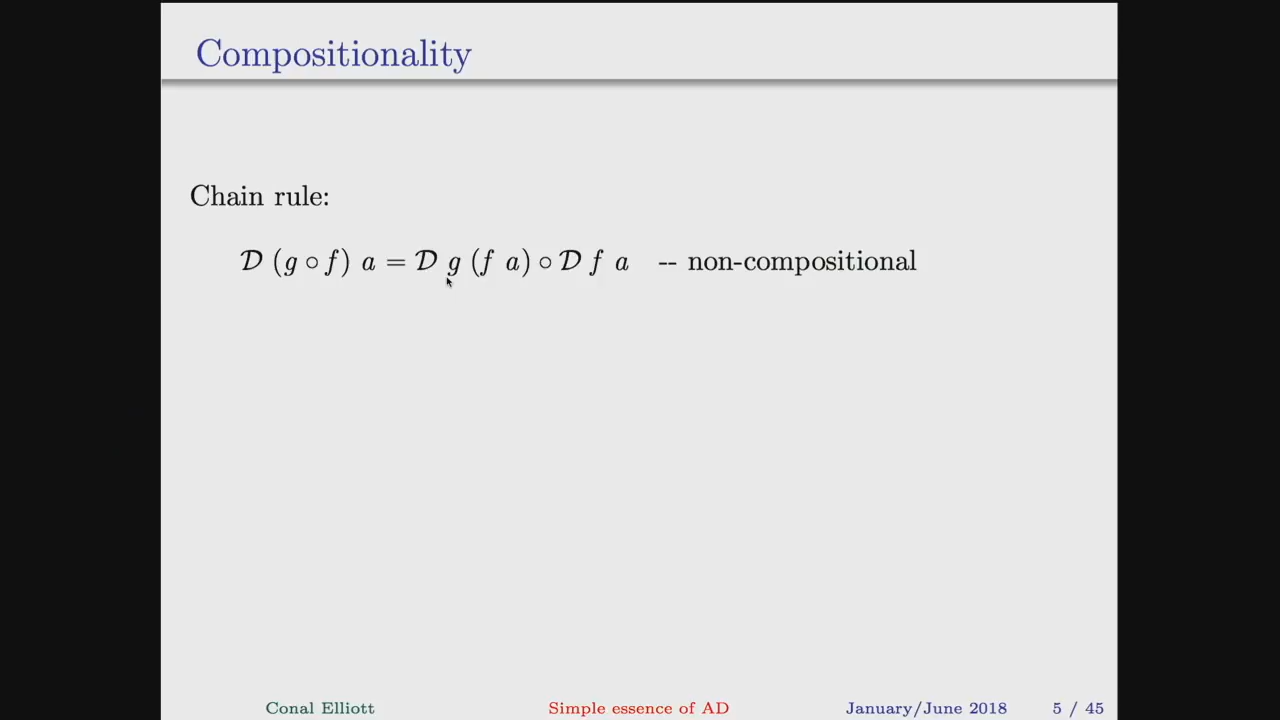 Compositionality
Chain rule:
𝒟 (g ∘ f) a = 𝒟 g (f a) ∘ 𝒟 f a -- non-compositional
Conal Elliott Simple essence of AD January/June 2018 5 / 45